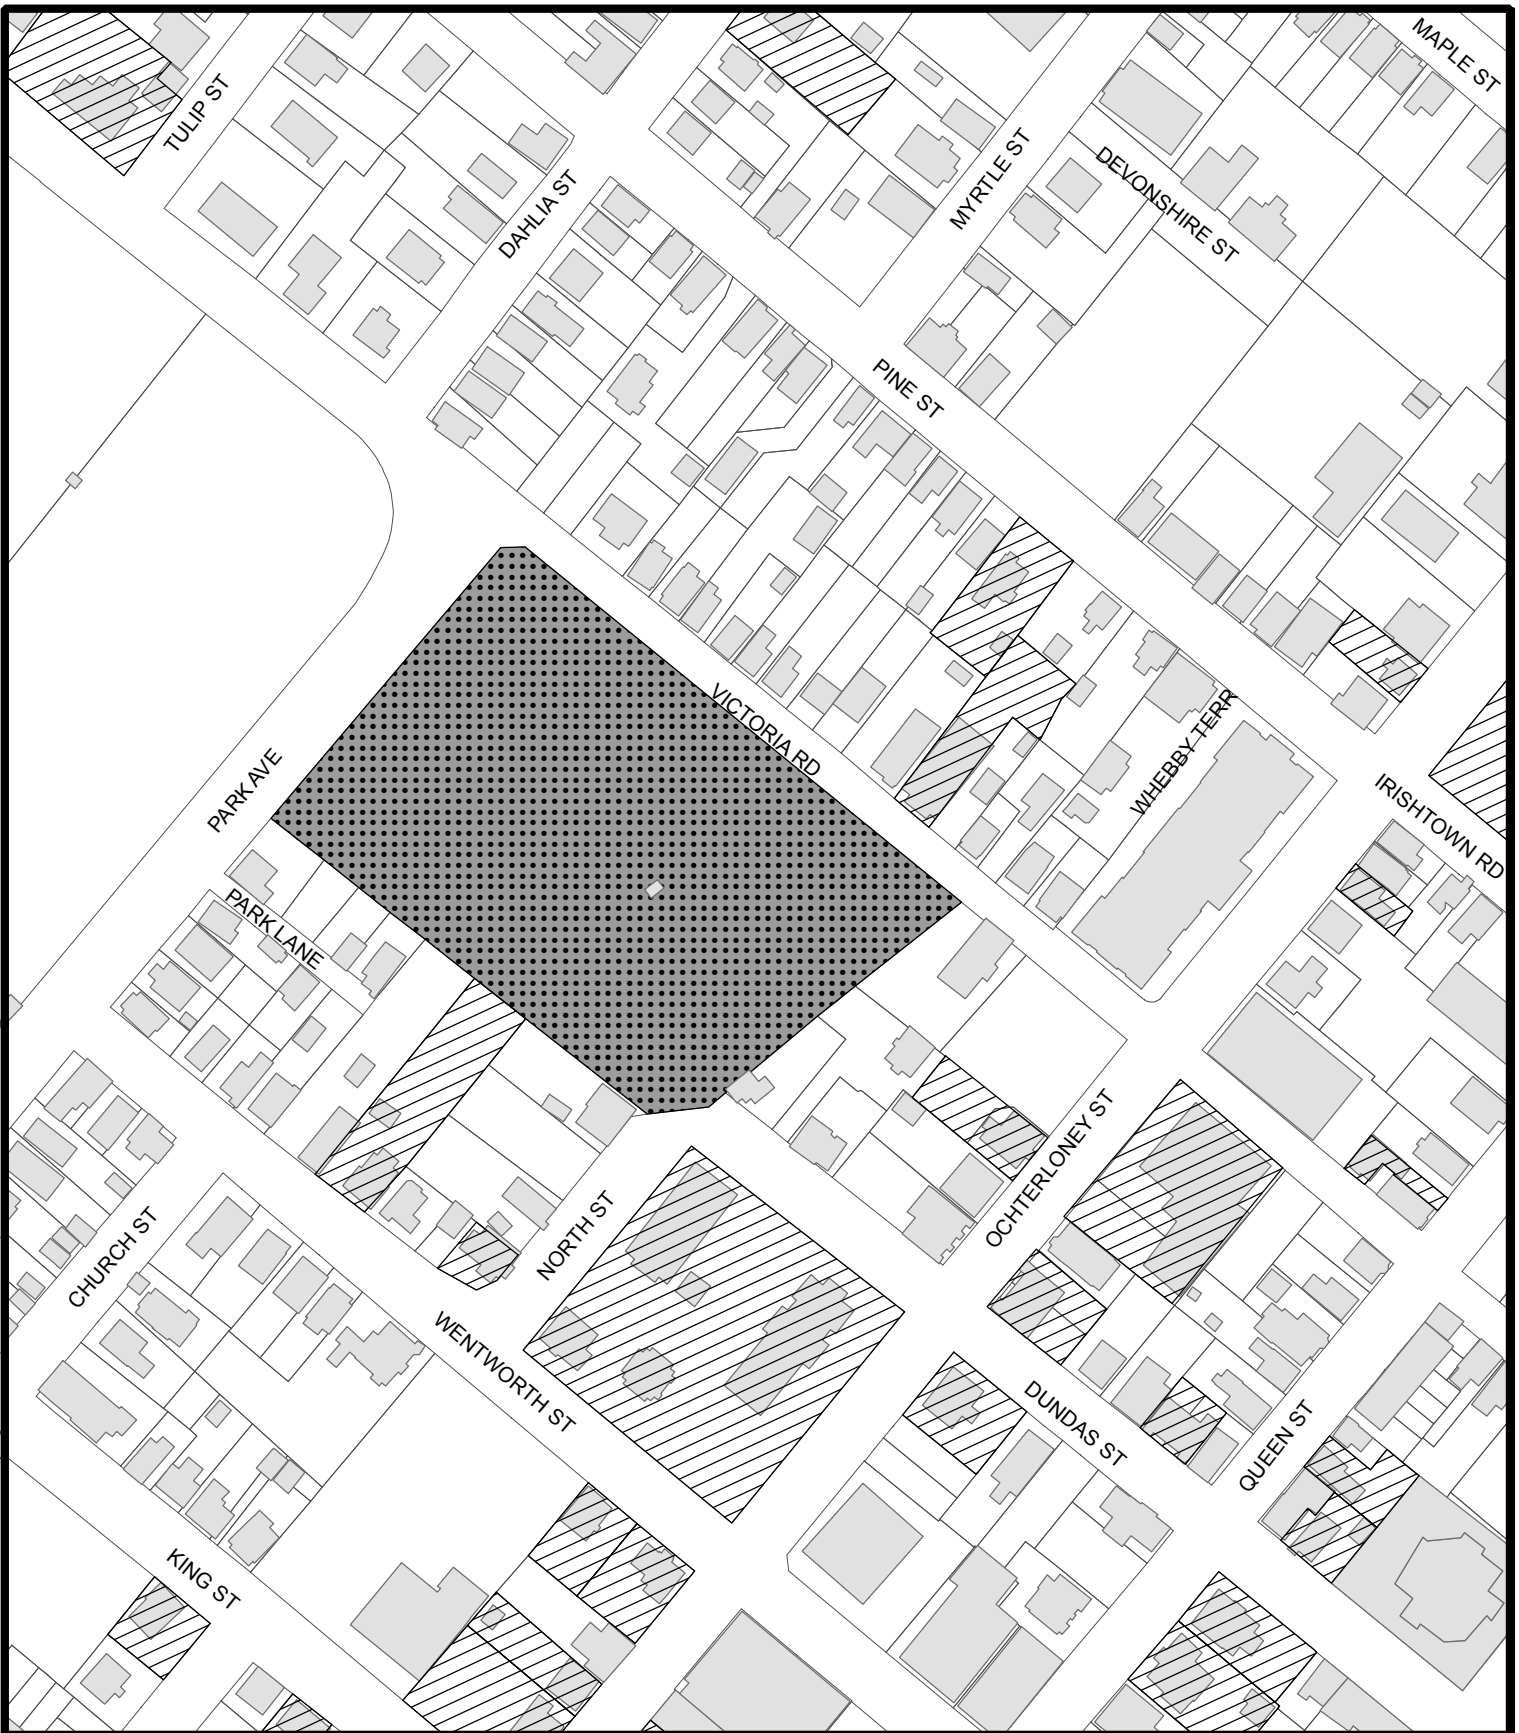 MAPLE ST
TULIP ST
DEVONSHIRE ST
MYRTLE ST
DAHLIA ST
PINE ST
VICTORIA RD
WHEBBY TERR
PARK AVE
IRISHTOWN RD
PARK LANE
OCHTERLONEY ST
NORTH ST
CHURCH ST
WENTWORTH ST
DUNDAS ST
QUEEN ST
KING ST